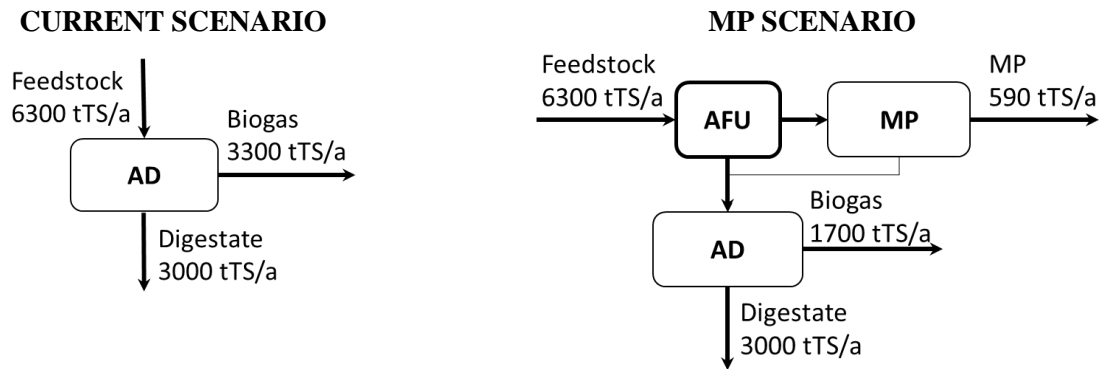 CURRENT SCENARIO
Feedstock
6300 tTS/a
Biogas
3300 tTS/a
AD
Digestate
3000 tTS/a
MP SCENARIO
Feedstock
6300 tTS/a
AFU
MP
MP
590 tTS/a
Biogas
1700 tTS/a
AD
Digestate
3000 tTS/a